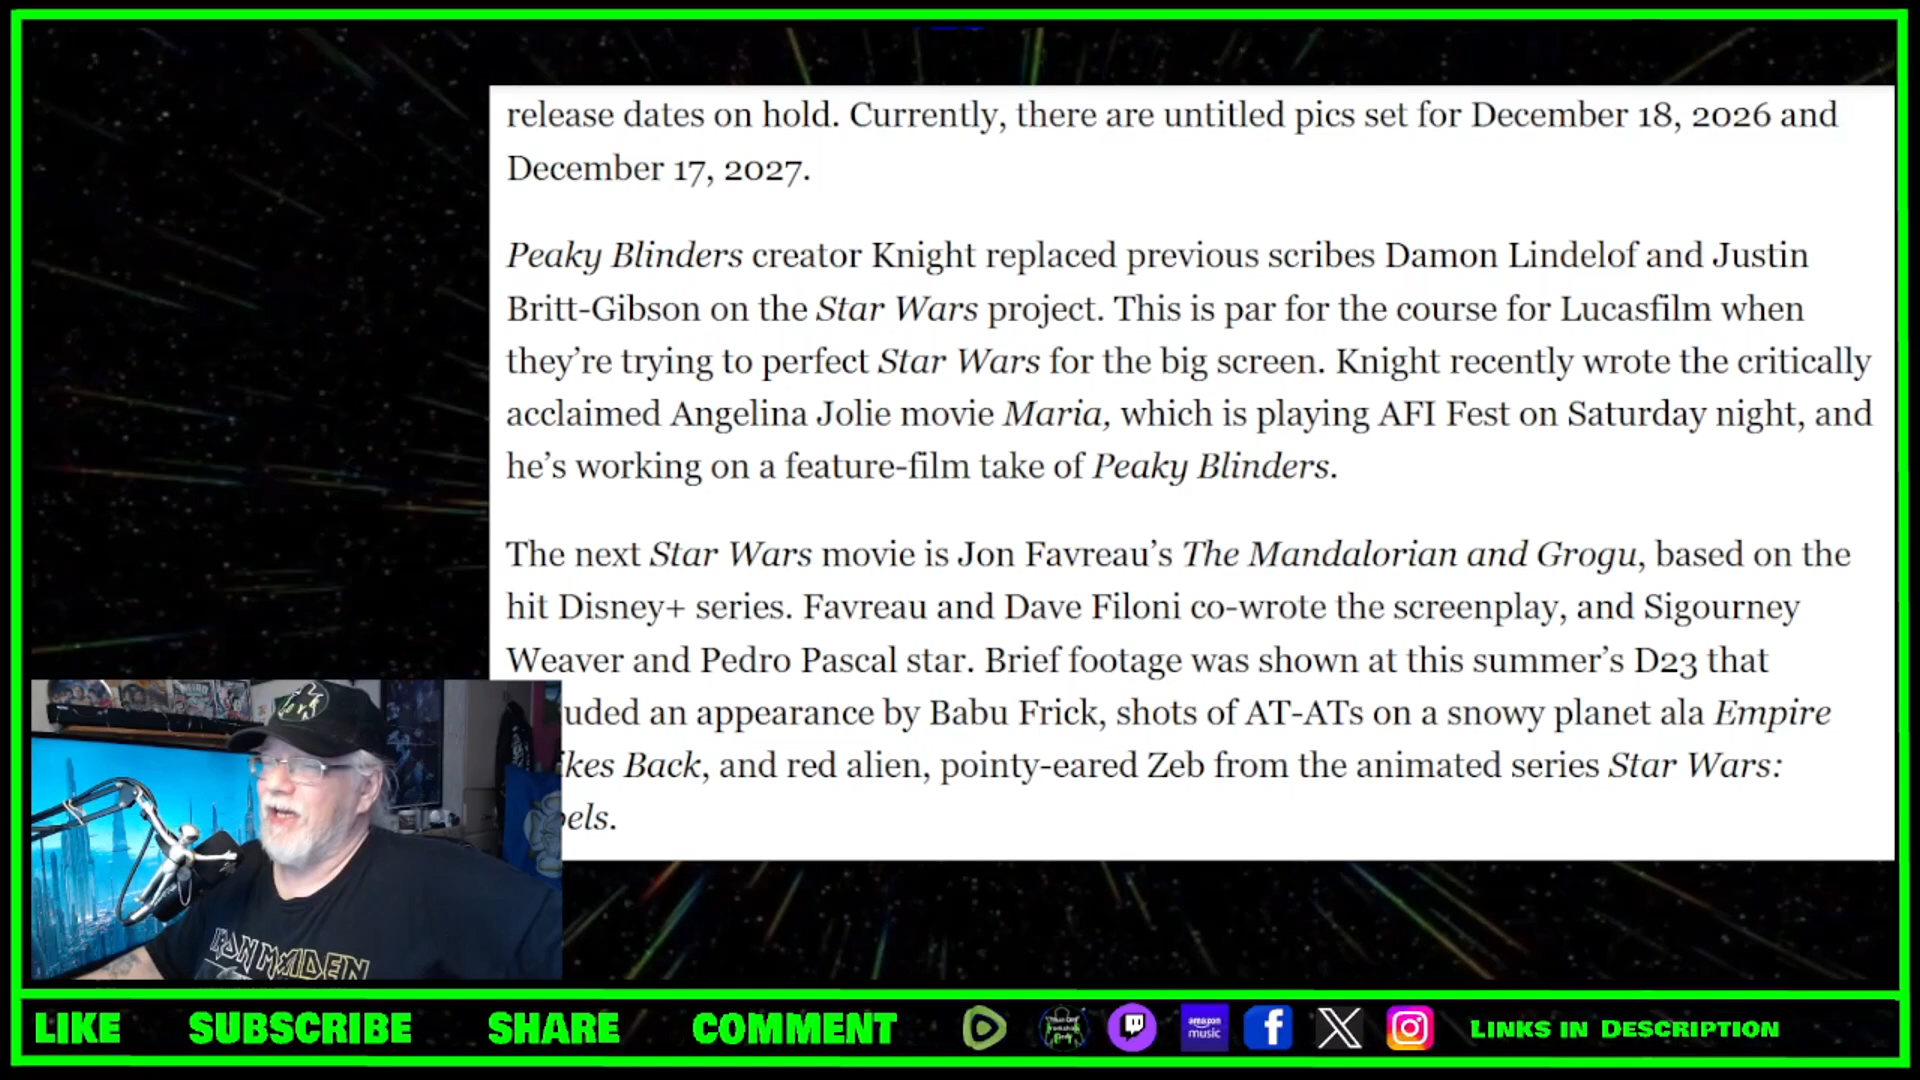 release dates on hold. Currently, there are untitled pics set for December 18, 2026 and
December 17, 2027.
Peaky Blinders creator Knight replaced previous scribes Damon Lindelof and Justin
Britt-Gibson on the Star Wars project. This is par for the course for Lucasfilm when
they’re trying to perfect Star Wars for the big screen. Knight recently wrote the critically
acclaimed Angelina Jolie movie Maria, which is playing AFI Fest on Saturday night, and
he’s working on a feature-film take of Peaky Blinders.
The next Star Wars movie is Jon Favreau’s The Mandalorian and Grogu, based on the
hit Disney+ series. Favreau and Dave Filoni co-wrote the screenplay, and Sigourney
Weaver and Pedro Pascal star. Brief footage was shown at this summer’s D23 that
uded an appearance by Babu Frick, shots of AT-ATs on a snowy planet ala Empire
ikes Back, and red alien, pointy-eared Zeb from the animated series Star Wars:
els.
IRON MAIDEN
LIKE SUBSCRIBE SHARE COMMENT amazon music LINKS IN DESCRIPTION